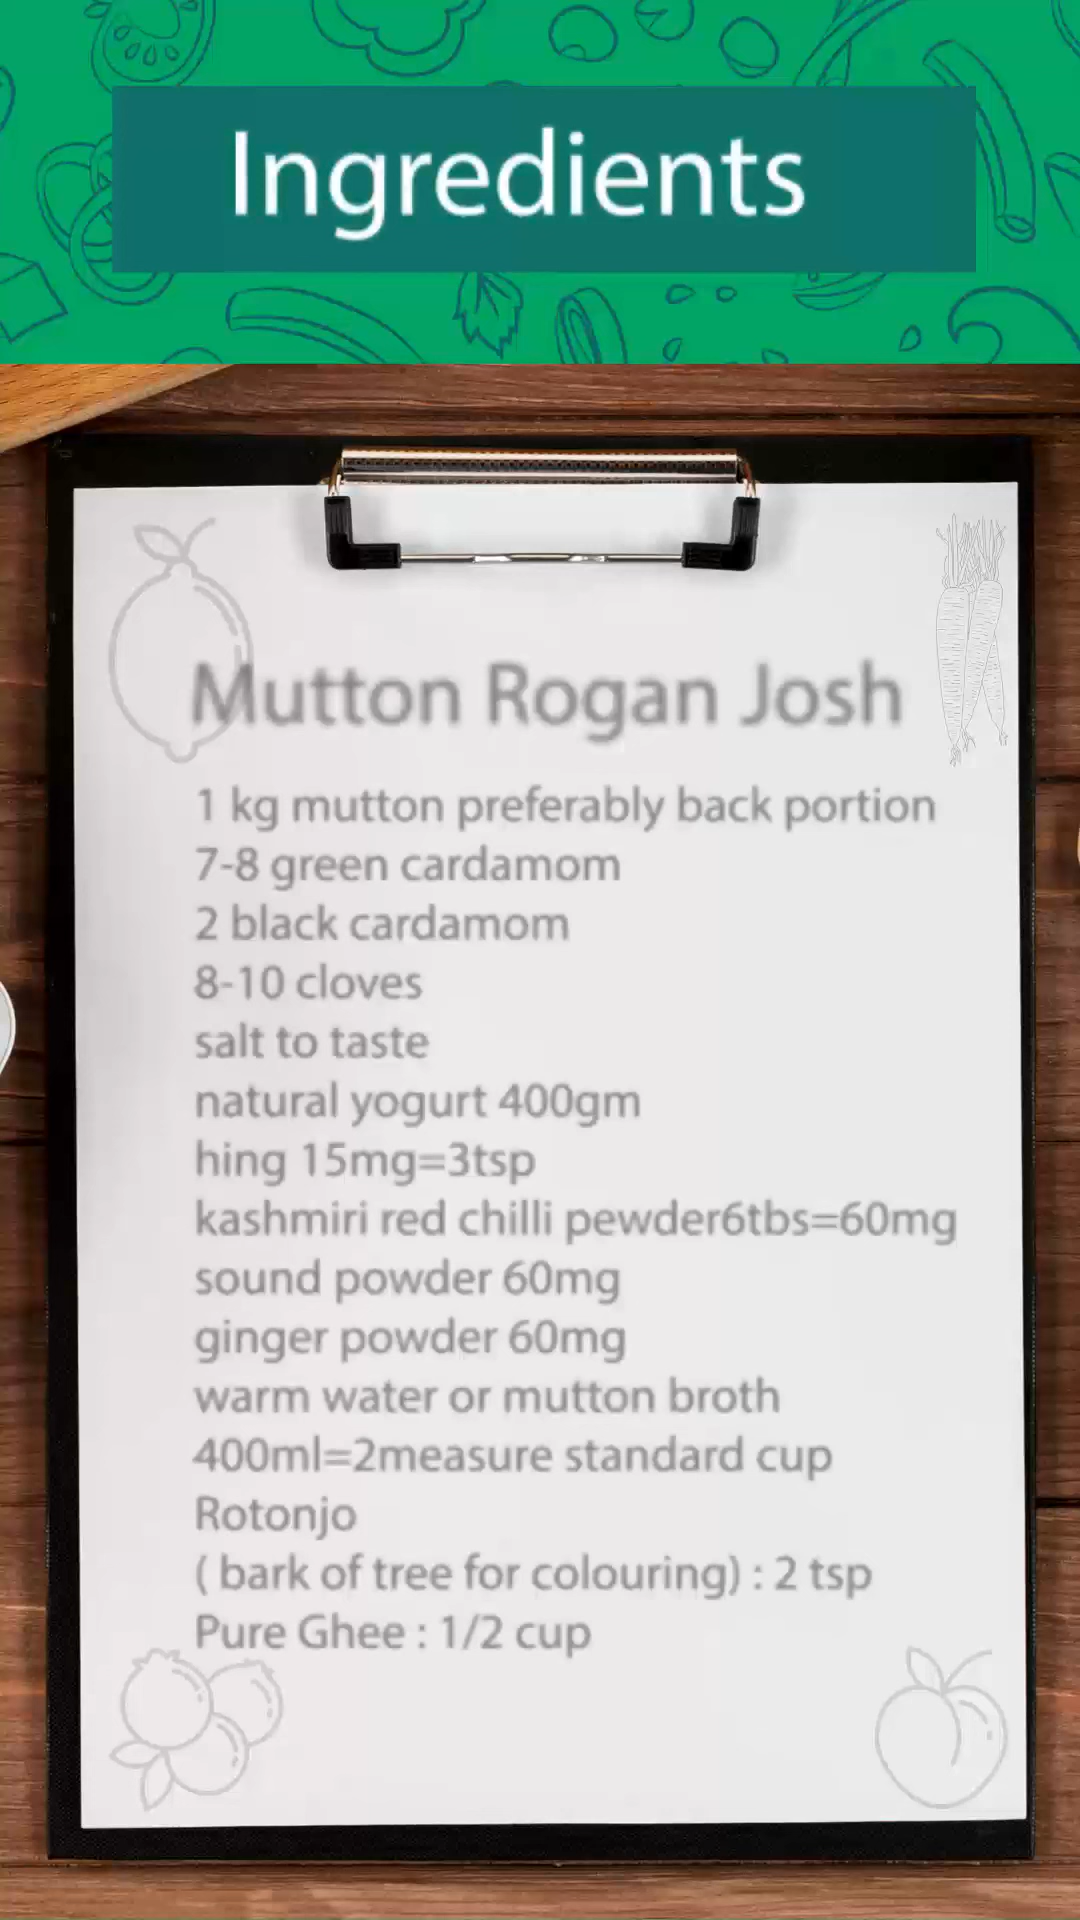 Ingredients
Mutton Rogan Josh
1 kg mutton preferably back portion
7-8 green cardamom
2 black cardamom
8-10 cloves
salt to taste
natural yogurt 400gm
hing 15mg=3tsp
kashmiri red chilli pewder6tbs=60mg
sound powder 60mg
ginger powder 60mg
warm water or mutton broth
400ml=2measure standard cup
Rotonjo
( bark of tree for colouring) : 2 tsp
Pure Ghee : 1/2 cup